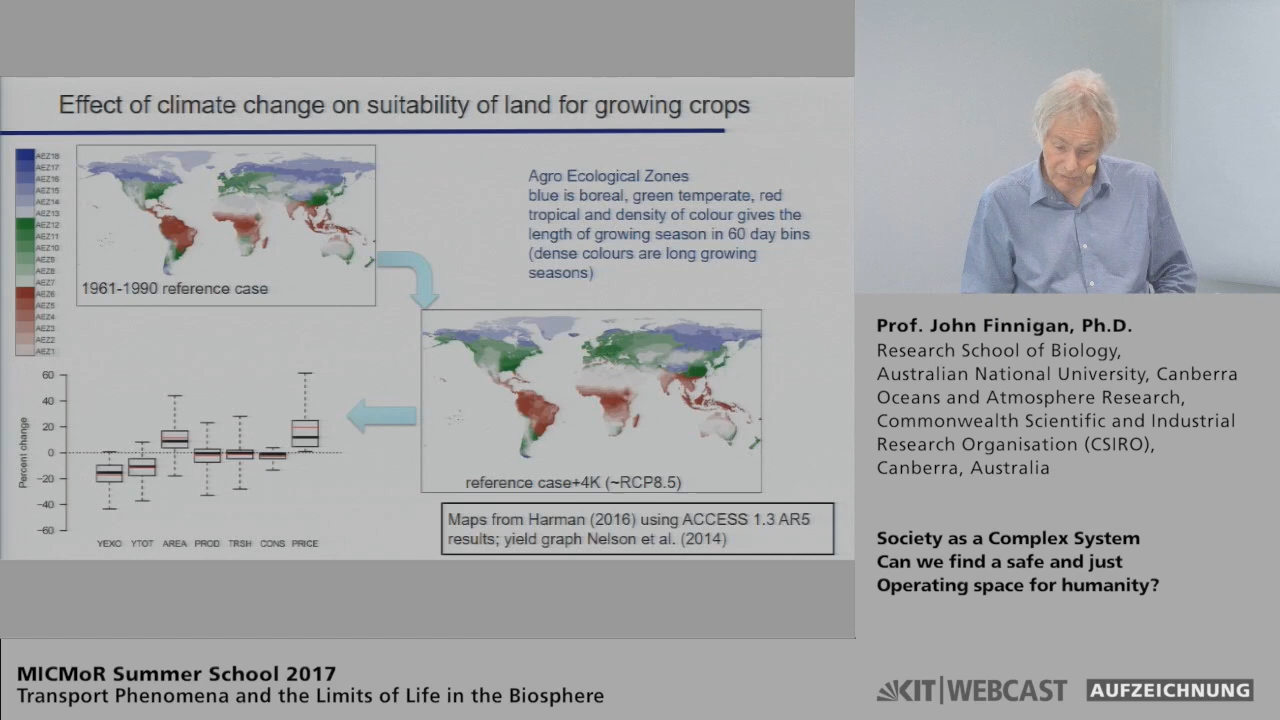 Effect of climate change on suitability of land for growing crops
AEZ18
AEZ17
AEZ16
AEZ15
AEZ14
AEZ13
AEZ12
AEZ11
AEZ10
AEZ9
AEZ8
AEZ7
AEZ6
AEZ5
AEZ4
AEZ3
AEZ2
AEZ1
1961-1990 reference case
Agro Ecological Zones
blue is boreal, green temperate, red
tropical and density of colour gives the
length of growing season in 60 day bins
(dense colours are long growing
seasons)
reference case+4K (~RCP8.5)
Percent change
60
40
20
0
−20
−40
−60
YEXO YTOT AREA PROD TRSH CONS PRICE
Maps from Harman (2016) using ACCESS 1.3 AR5
results; yield graph Nelson et al. (2014)
Prof. John Finnigan, Ph.D.
Research School of Biology,
Australian National University, Canberra
Oceans and Atmosphere Research,
Commonwealth Scientific and Industrial
Research Organisation (CSIRO),
Canberra, Australia
Society as a Complex System
Can we find a safe and just
Operating space for humanity?
MICMoR Summer School 2017
Transport Phenomena and the Limits of Life in the Biosphere
KIT|WEBCAST AUFZEICHNUNG